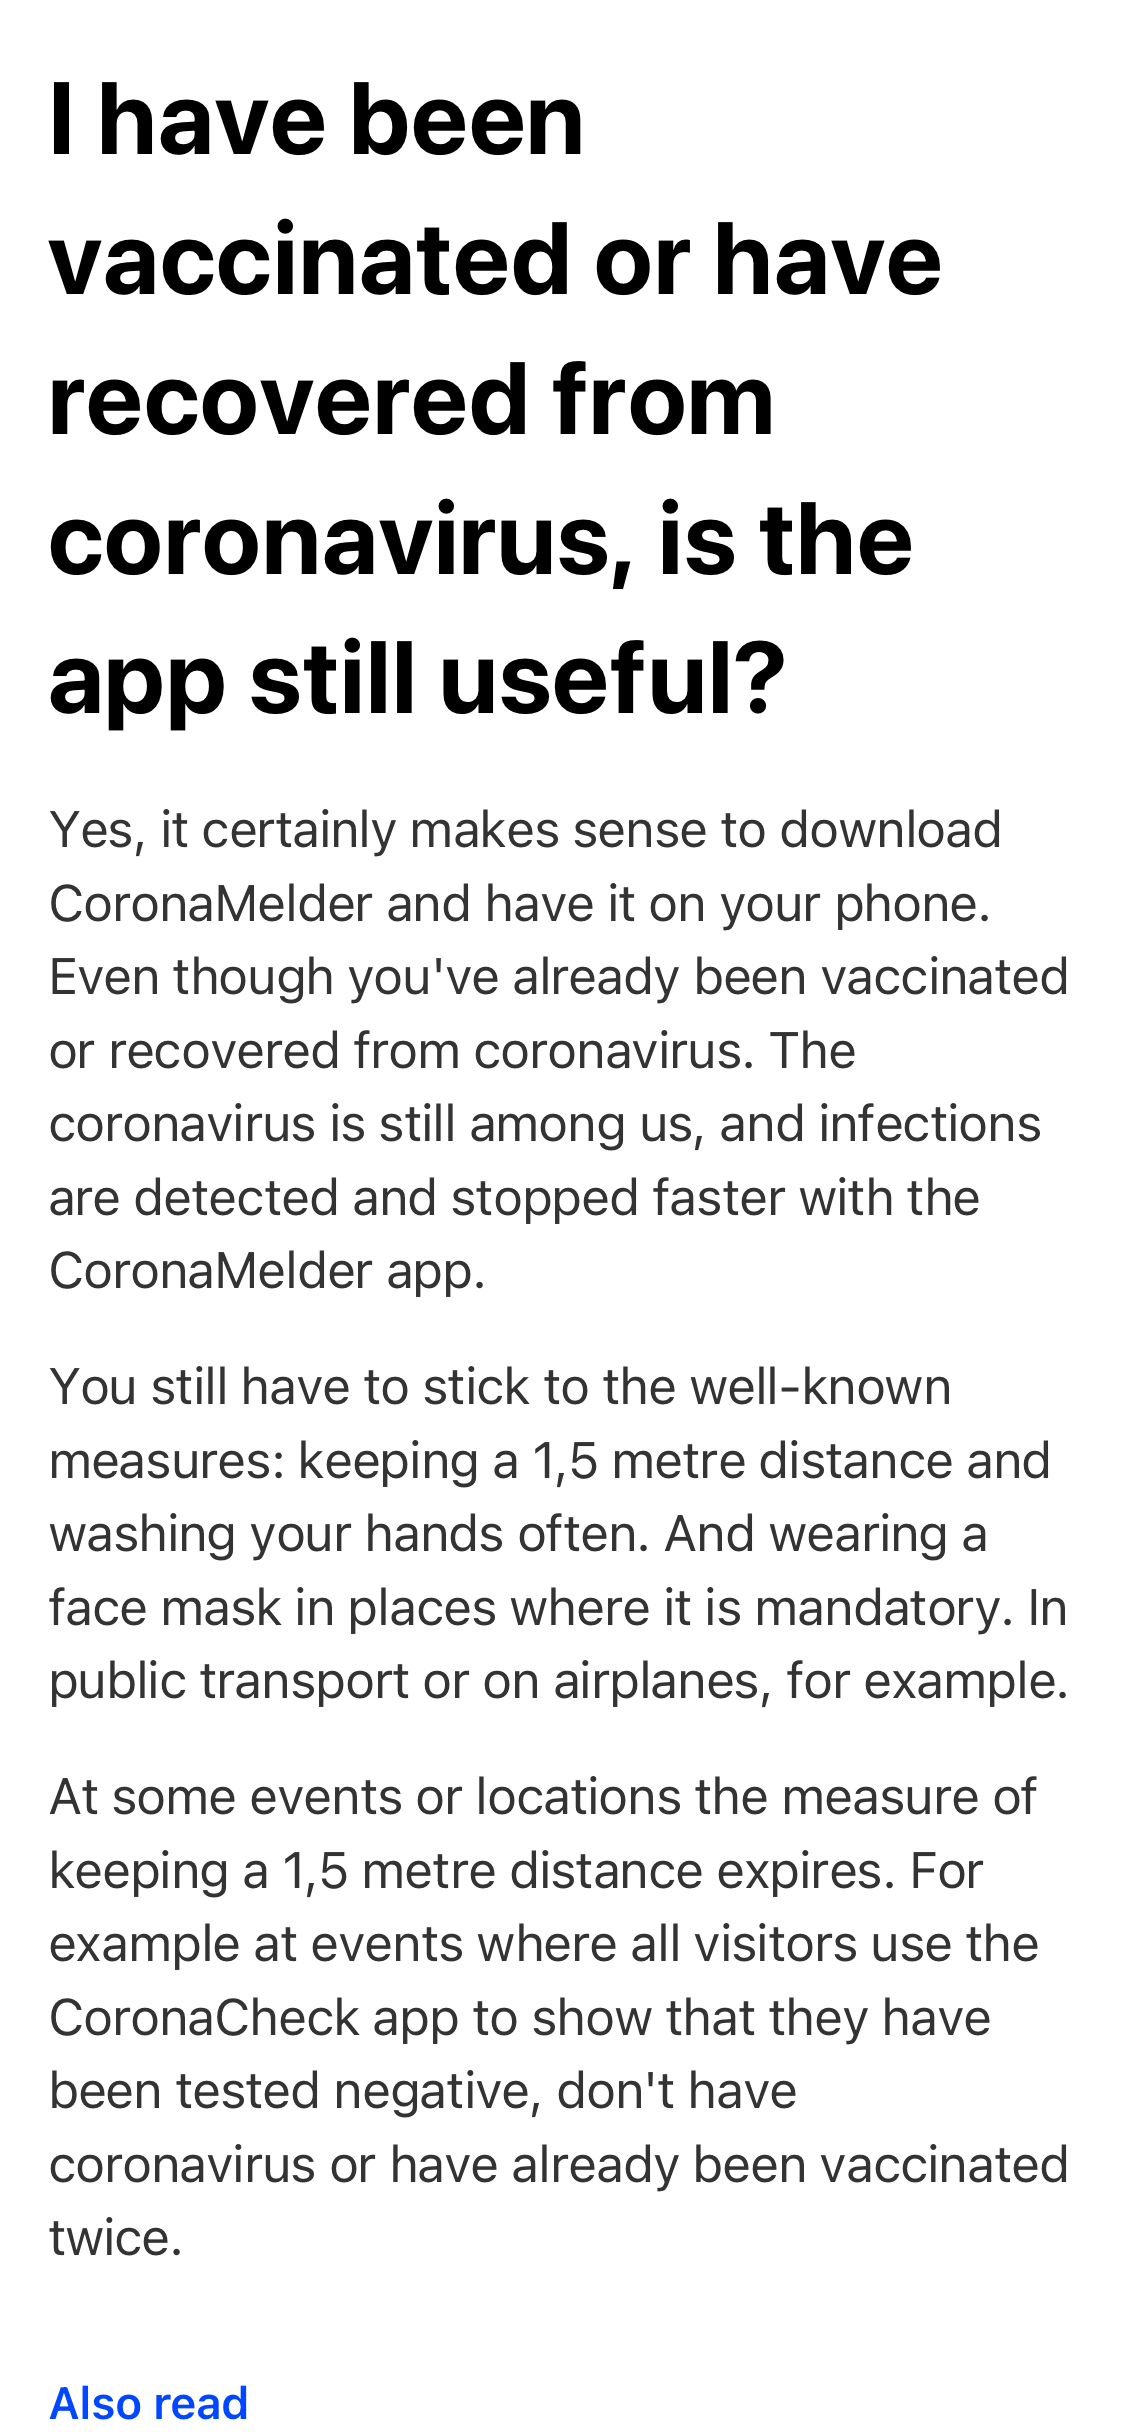 I have been
vaccinated or have
recovered from
coronavirus, is the
app still useful?
Yes, it certainly makes sense to download
CoronaMelder and have it on your phone.
Even though you've already been vaccinated
or recovered from coronavirus. The
coronavirus is still among us, and infections
are detected and stopped faster with the
CoronaMelder app.
You still have to stick to the well-known
measures: keeping a 1,5 metre distance and
washing your hands often. And wearing a
face mask in places where it is mandatory. In
public transport or on airplanes, for example.
At some events or locations the measure of
keeping a 1,5 metre distance expires. For
example at events where all visitors use the
CoronaCheck app to show that they have
been tested negative, don't have
coronavirus or have already been vaccinated
twice.
Also read